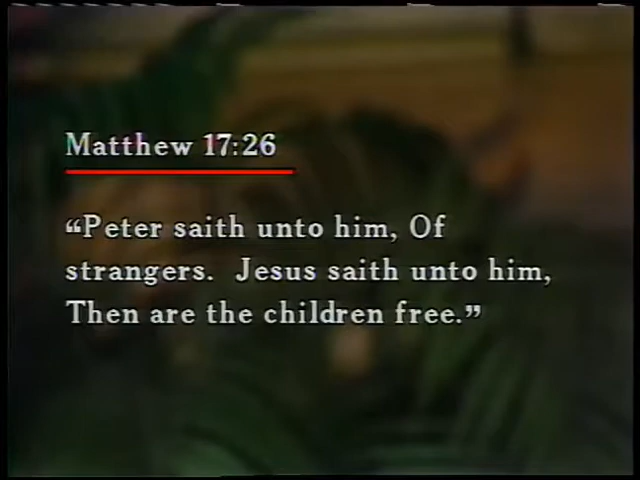 Matthew 17:26
“Peter saith unto him, Of
strangers. Jesus saith unto him,
Then are the children free.”